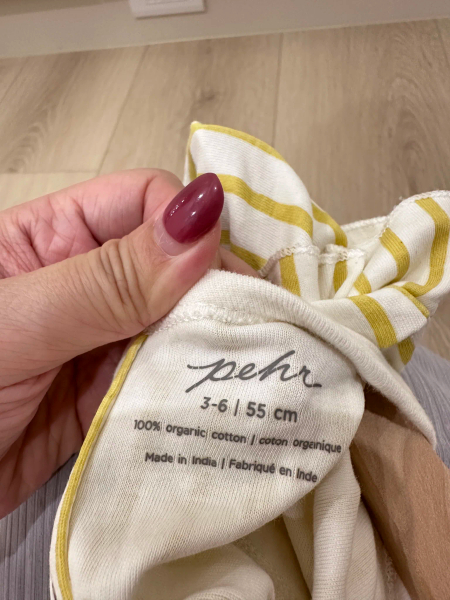 pehr
3-6 | 55 cm
100% organic cotton | coton organique
Made in India | Fabriqué en Inde